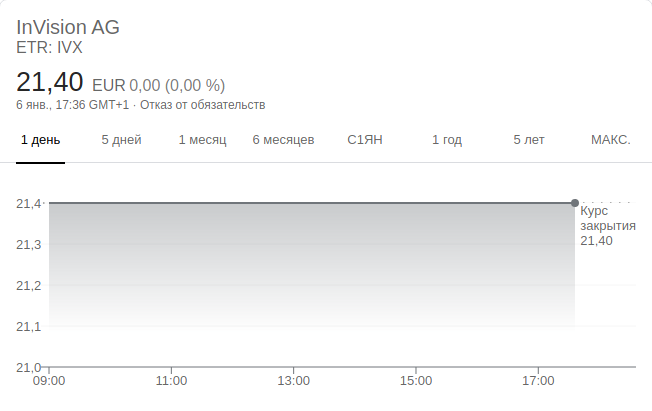 InVision AG
ETR: IVX
21,40 EUR 0,00 (0,00 %)
6 янв., 17:36 GMT+1 · Отказ от обязательств
1 день 5 дней 1 месяц 6 месяцев С1ЯН 1 год 5 лет МАКС.
21,4
Курс
закрытия
21,40
21,3
21,2
21,1
21,0
09:00 11:00 13:00 15:00 17:00